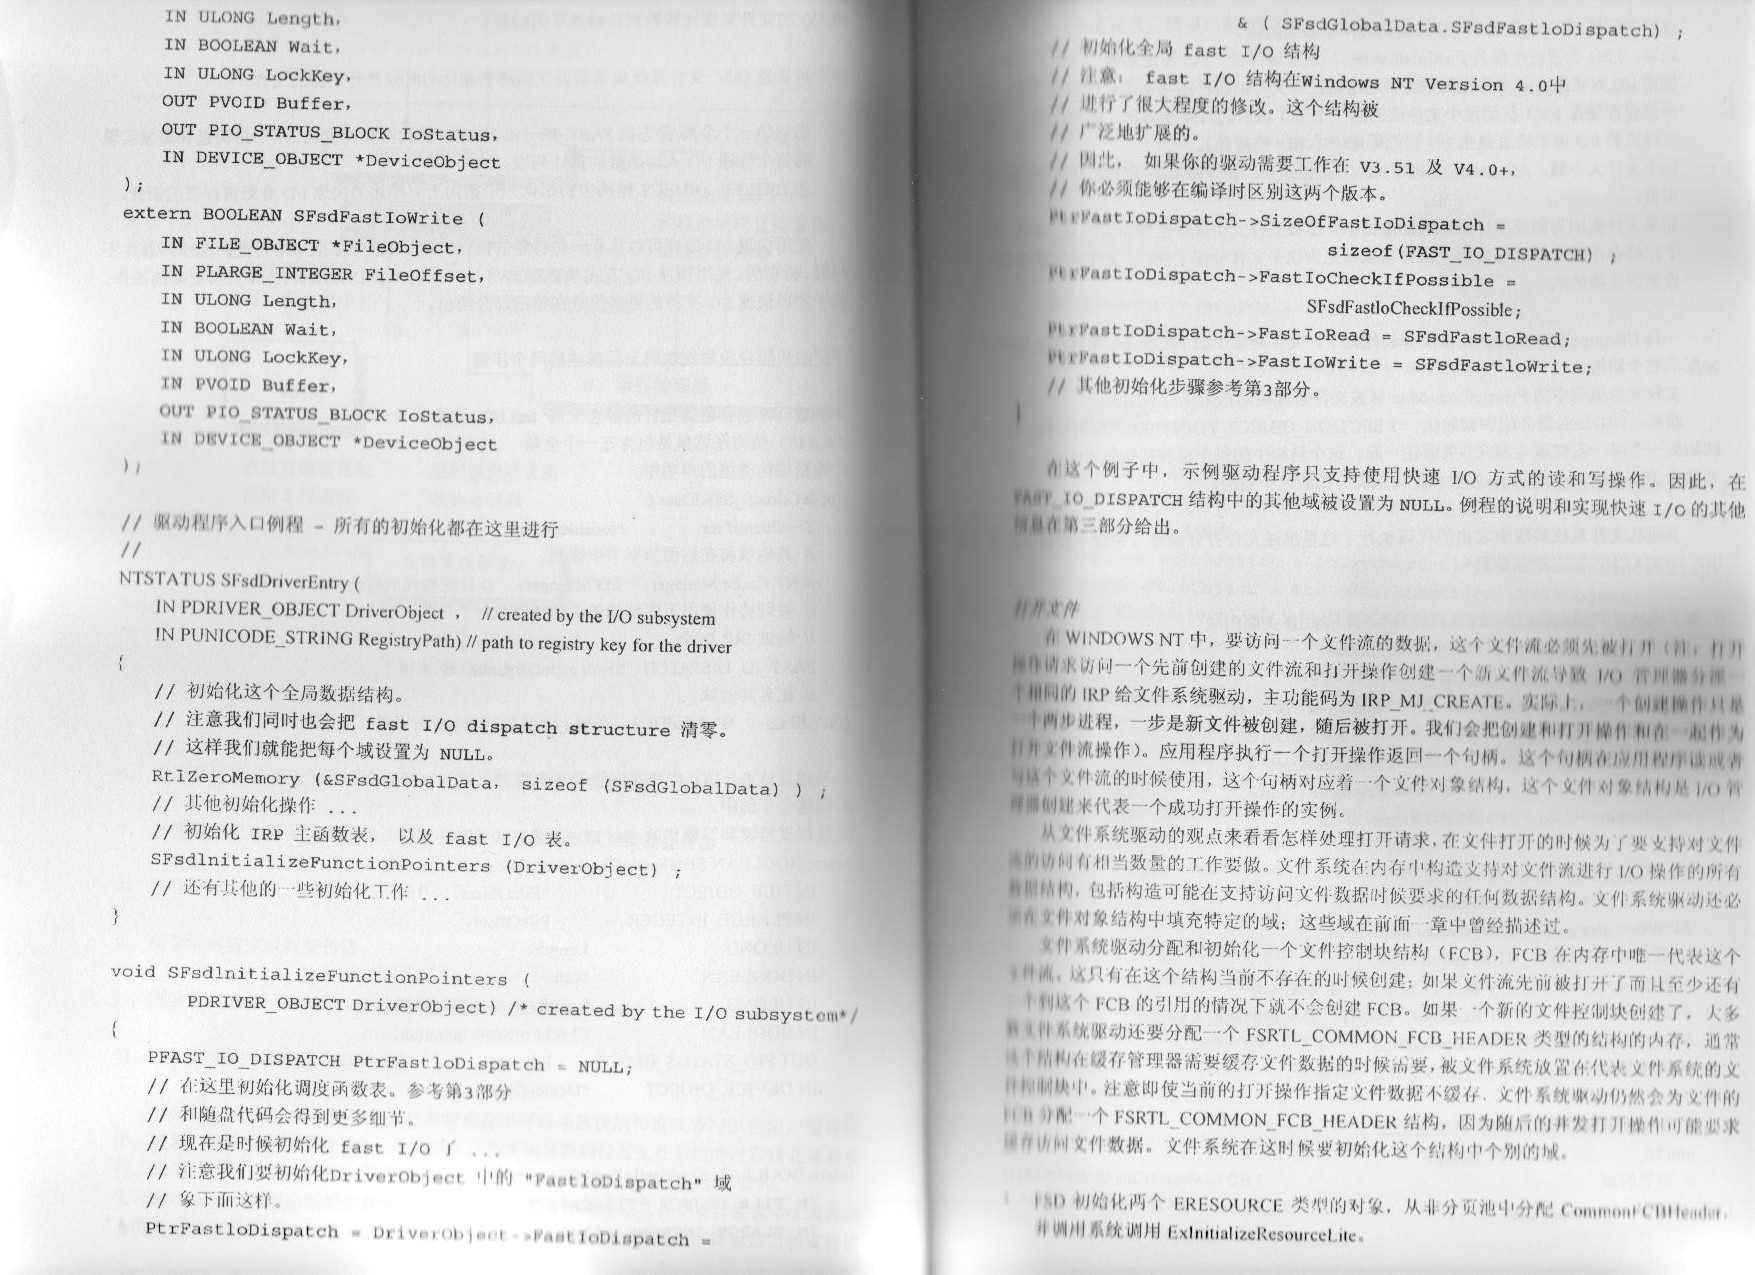 IN ULONG Length,
IN BOOLEAN Wait,
IN ULONG LockKey,
OUT PVOID Buffer,
OUT PIO_STATUS_BLOCK IoStatus,
IN DEVICE_OBJECT *DeviceObject
);
extern BOOLEAN SFsdFastIoWrite (
IN FILE_OBJECT *FileObject,
IN PLARGE_INTEGER FileOffset,
IN ULONG Length,
IN BOOLEAN Wait,
IN ULONG LockKey,
IN PVOID Buffer,
OUT PIO_STATUS_BLOCK IoStatus,
IN DEVICE_OBJECT *DeviceObject
);
// 驱动程序入口例程 - 所有的初始化都在这里进行
//
NTSTATUS SFsdDriverEntry (
IN PDRIVER_OBJECT DriverObject , // created by the I/O subsystem
IN PUNICODE_STRING RegistryPath) // path to registry key for the driver
{
// 初始化这个全局数据结构。
// 注意我们同时也会把 fast I/O dispatch structure 清零。
// 这样我们就能把每个域设置为 NULL。
RtlZeroMemory (&SFsdGlobalData, sizeof (SFsdGlobalData) ) ;
// 其他初始化操作 ...
// 初始化 IRP 主函数表, 以及 fast I/O 表。
SFsdlnitializeFunctionPointers (DriverObject) ;
// 还有其他的一些初始化工作 ...
}
void SFsdlnitializeFunctionPointers (
PDRIVER_OBJECT DriverObject) /* created by the I/O subsystem*/
{
PFAST_IO_DISPATCH PtrFastloDispatch = NULL;
// 在这里初始化调度函数表。参考第3部分
// 和随盘代码会得到更多细节。
// 现在是时候初始化 fast I/O 了 ...
// 注意我们要初始化DriverObject 中的 "FastloDispatch" 域
// 象下面这样。
PtrFastloDispatch = DriverObject->FastIoDispatch =
& ( SFsdGlobalData.SFsdFastloDispatch) ;
// 初始化全局 fast I/O 结构
// 注意: fast I/O 结构在Windows NT Version 4.0中
// 进行了很大程度的修改。这个结构被
// 广泛地扩展的。
// 因此, 如果你的驱动需要工作在 V3.51 及 V4.0+,
// 你必须能够在编译时区别这两个版本。
PtrFastIoDispatch->SizeOfFastIoDispatch =
sizeof(FAST_IO_DISPATCH) ;
PtrFastIoDispatch->FastIoCheckIfPossible =
SFsdFastloCheckIfPossible;
PtrFastIoDispatch->FastIoRead = SFsdFastloRead;
PtrFastIoDispatch->FastIoWrite = SFsdFastloWrite;
// 其他初始化步骤参考第3部分。
}
在这个例子中，示例驱动程序只支持使用快速 I/O 方式的读和写操作。因此，在
FAST_IO_DISPATCH 结构中的其他域被设置为 NULL。例程的说明和实现快速 I/O 的其他
信息在第三部分给出。
打开文件
在 WINDOWS NT 中，要访问一个文件流的数据，这个文件流必须先被打开（注：打开
操作请求访问一个先前创建的文件流和打开操作创建一个新文件流导致 I/O 管理器分派一
个相同的 IRP 给文件系统驱动，主功能码为 IRP_MJ_CREATE。实际上，一个创建操作只是
一个两步进程，一步是新文件被创建，随后被打开。我们会把创建和打开操作和在一起作为
打开文件流操作）。应用程序执行一个打开操作返回一个句柄。这个句柄在应用程序读或者
写这个文件流的时候使用，这个句柄对应着一个文件对象结构，这个文件对象结构是 I/O 管
理器创建来代表一个成功打开操作的实例。
从文件系统驱动的观点来看看怎样处理打开请求，在文件打开的时候为了要支持对文件
流的访问有相当数量的工作要做。文件系统在内存中构造支持对文件流进行 I/O 操作的所有
数据结构，包括构造可能在支持访问文件数据时候要求的任何数据结构。文件系统驱动还必
须在文件对象结构中填充特定的域；这些域在前面一章中曾经描述过。
文件系统驱动分配和初始化一个文件控制块结构（FCB），FCB 在内存中唯一代表这个
文件流。这只有在这个结构当前不存在的时候创建；如果文件流先前被打开了而且至少还有
一个到这个 FCB 的引用的情况下就不会创建 FCB。如果一个新的文件控制块创建了，大多
数文件系统驱动还要分配一个 FSRTL_COMMON_FCB_HEADER 类型的结构的内存，通常
这个结构在缓存管理器需要缓存文件数据的时候需要，被文件系统放置在代表文件系统的文
件控制块中。注意即使当前的打开操作指定文件数据不缓存，文件系统驱动仍然会为文件的
FCB 分配一个 FSRTL_COMMON_FCB_HEADER 结构，因为随后的并发打开操作可能要求
缓存访问文件数据。文件系统在这时候要初始化这个结构中个别的域。
FSD 初始化两个 ERESOURCE 类型的对象，从非分页池中分配 CommonFCBHeader，
并调用系统调用 ExInitializeResourceLite。